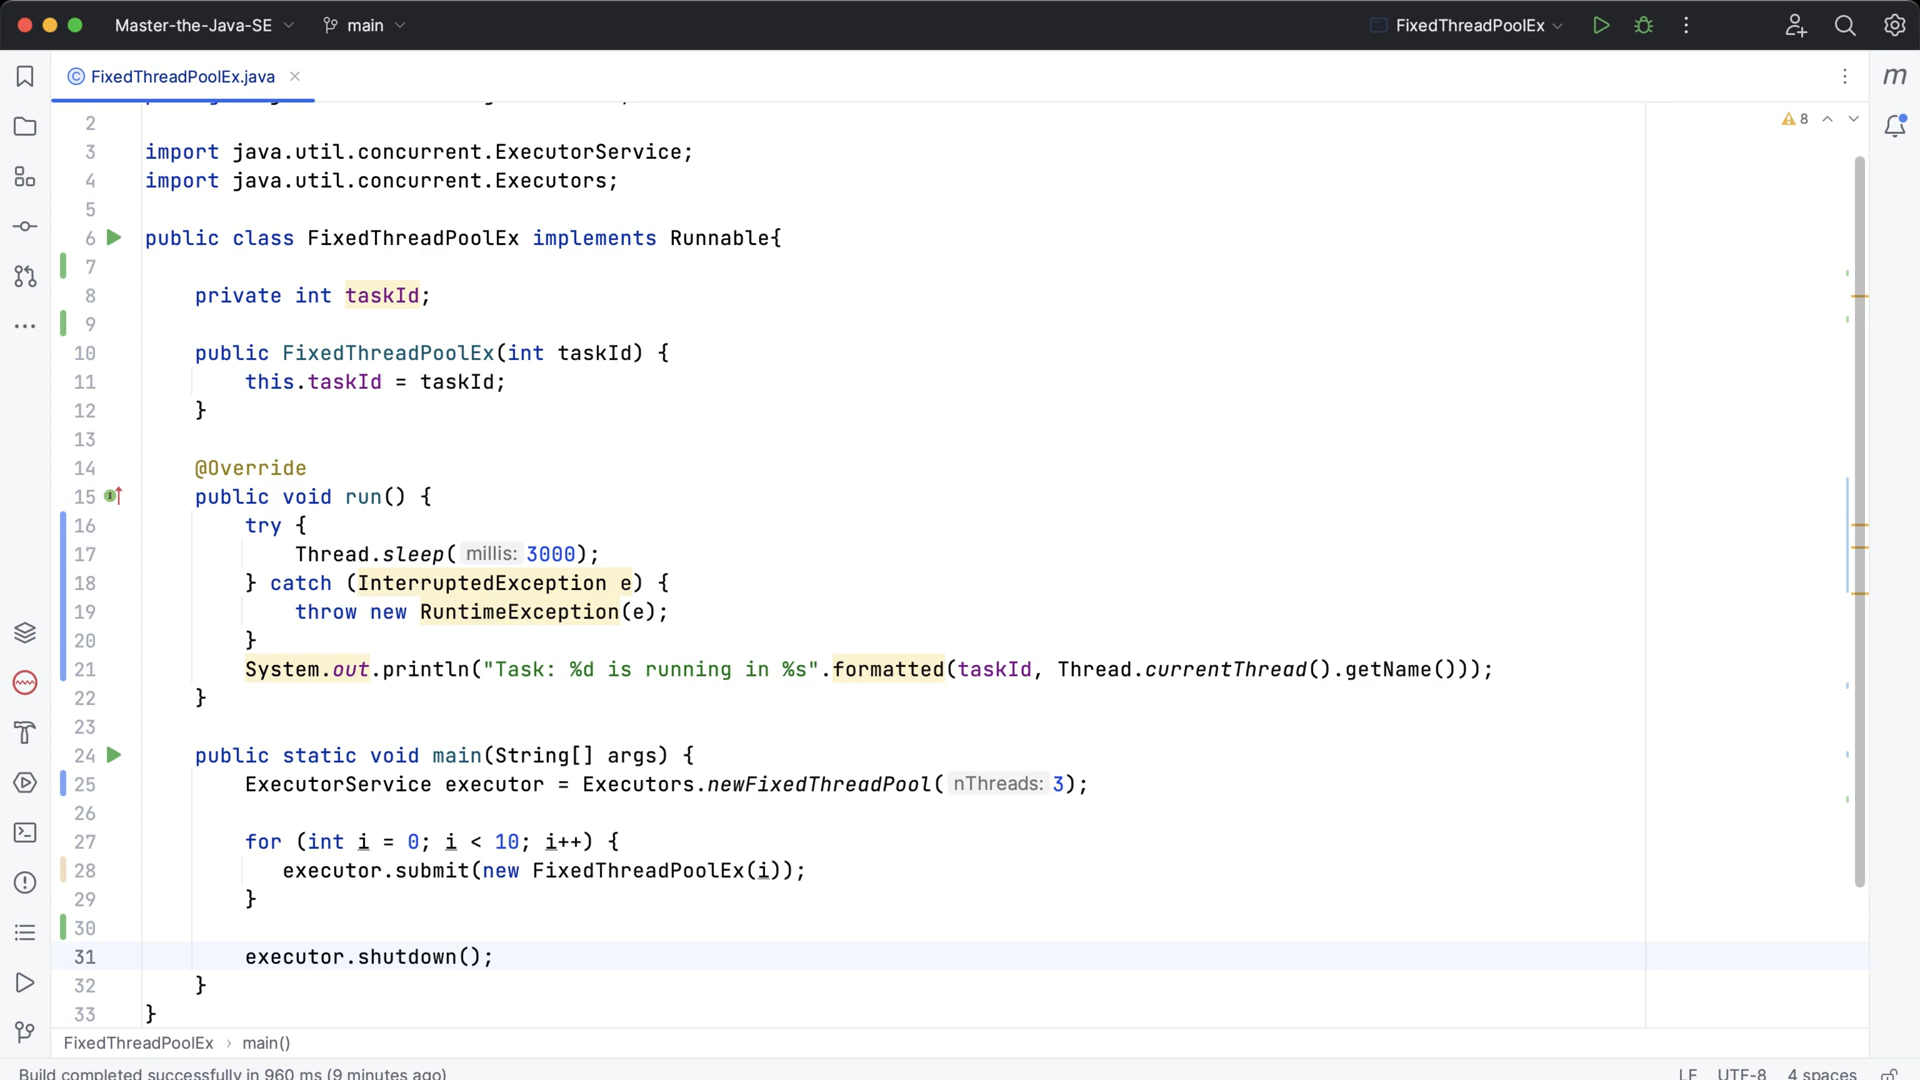 Master-the-Java-SE main FixedThreadPoolEx
FixedThreadPoolEx.java
8
2
3 import java.util.concurrent.ExecutorService;
4 import java.util.concurrent.Executors;
5
6 public class FixedThreadPoolEx implements Runnable{
7
8 private int taskId;
9
10 public FixedThreadPoolEx(int taskId) {
11 this.taskId = taskId;
12 }
13
14 @Override
15 public void run() {
16 try {
17 Thread.sleep( millis: 3000);
18 } catch (InterruptedException e) {
19 throw new RuntimeException(e);
20 }
21 System.out.println("Task: %d is running in %s".formatted(taskId, Thread.currentThread().getName()));
22 }
23
24 public static void main(String[] args) {
25 ExecutorService executor = Executors.newFixedThreadPool( nThreads: 3);
26
27 for (int i = 0; i < 10; i++) {
28 executor.submit(new FixedThreadPoolEx(i));
29 }
30
31 executor.shutdown();
32 }
33 }
FixedThreadPoolEx › main()
Build completed successfully in 960 ms (9 minutes ago) LF UTF-8 4 spaces